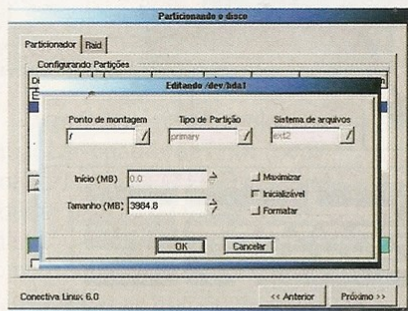 Particionando o disco
Particionador Raid
Configurando Partições
Editando /dev/hda1
Ponto de montagem Tipo de Partição Sistema de arquivos
/ primary ext2
Início (MB) 0.0 Maximizar
Inicializável
Tamanho (MB) 3984.8
Formatar
OK Cancelar
Conectiva Linux 6.0 << Anterior Próximo >>